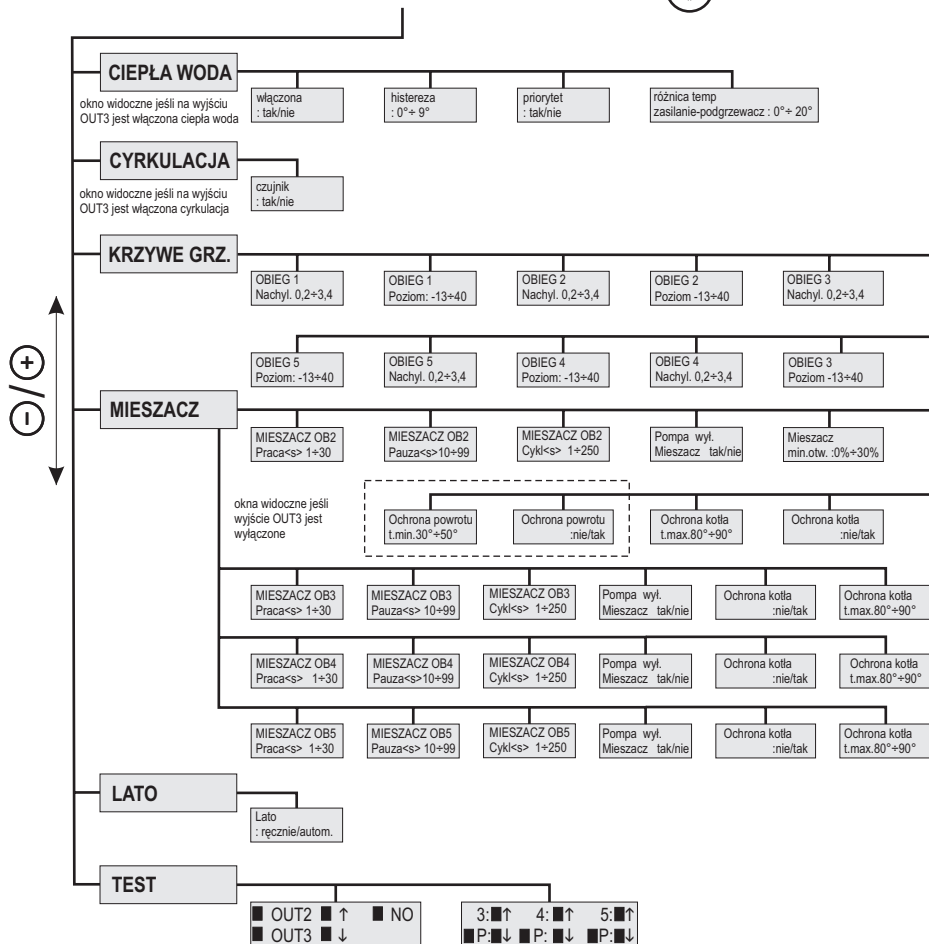 CIEPŁA WODA
okno widoczne jeśli na wyjściu
OUT3 jest włączona ciepła woda
włączona
: tak/nie
histereza
: 0°÷ 9°
priorytet
: tak/nie
różnica temp
zasilanie-podgrzewacz : 0°÷ 20°
CYRKULACJA
okno widoczne jeśli na wyjściu
OUT3 jest włączona cyrkulacja
czujnik
: tak/nie
KRZYWE GRZ.
OBIEG 1
Nachyl. 0,2÷3,4
OBIEG 1
Poziom: -13÷40
OBIEG 2
Nachyl. 0,2÷3,4
OBIEG 2
Poziom -13÷40
OBIEG 3
Nachyl. 0,2÷3,4
OBIEG 5
Poziom: -13÷40
OBIEG 5
Nachyl. 0,2÷3,4
OBIEG 4
Poziom: -13÷40
OBIEG 4
Nachyl. 0,2÷3,4
OBIEG 3
Poziom -13÷40
+
/
-
MIESZACZ
MIESZACZ OB2
Praca<s> 1÷30
MIESZACZ OB2
Pauza<s>10÷99
MIESZACZ OB2
Cykl<s> 1÷250
Pompa wył.
Mieszacz tak/nie
Mieszacz
min.otw. :0%÷30%
okna widoczne jeśli
wyjście OUT3 jest
wyłączone
Ochrona powrotu
t.min.30°÷50°
Ochrona powrotu
:nie/tak
Ochrona kotła
t.max.80°÷90°
Ochrona kotła
:nie/tak
MIESZACZ OB3
Praca<s> 1÷30
MIESZACZ OB3
Pauza<s> 10÷99
MIESZACZ OB3
Cykl<s> 1÷250
Pompa wył.
Mieszacz tak/nie
Ochrona kotła
:nie/tak
Ochrona kotła
t.max.80°÷90°
MIESZACZ OB4
Praca<s> 1÷30
MIESZACZ OB4
Pauza<s>10÷99
MIESZACZ OB4
Cykl<s> 1÷250
Pompa wył.
Mieszacz tak/nie
Ochrona kotła
:nie/tak
Ochrona kotła
t.max.80°÷90°
MIESZACZ OB5
Praca<s> 1÷30
MIESZACZ OB5
Pauza<s> 10÷99
MIESZACZ OB5
Cykl<s> 1÷250
Pompa wył.
Mieszacz tak/nie
Ochrona kotła
:nie/tak
Ochrona kotła
t.max.80°÷90°
LATO
Lato
: ręcznie/autom.
TEST
■ OUT2 ■ ↑ ■ NO
■ OUT3 ■ ↓
3:■↑ 4: ■↑ 5:■↑
■P:■↓ ■P: ■↓ ■P:■↓